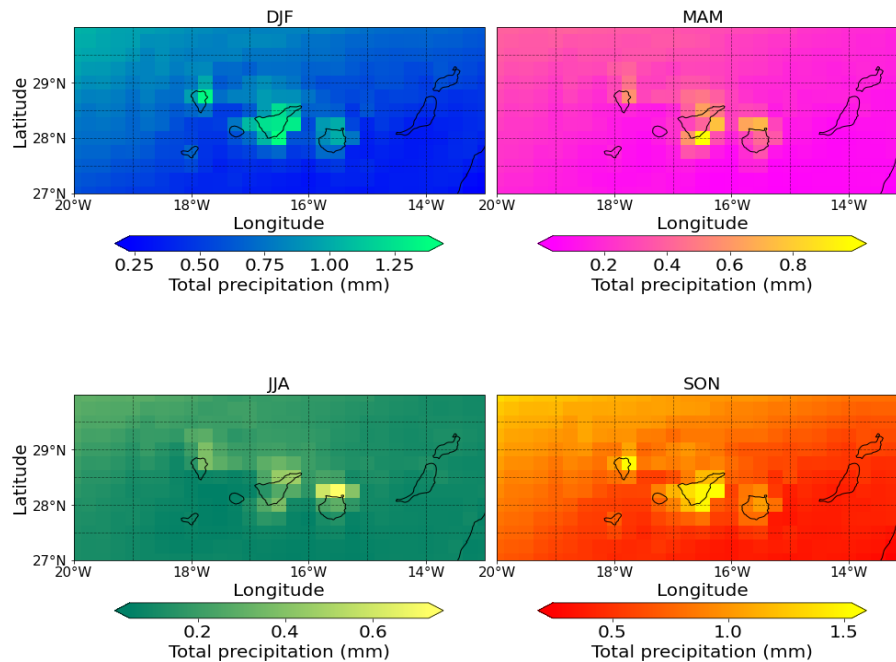 DJF
MAM
Latitude
29°N
28°N
27°N
20°W 18°W 16°W 14°W 20°W 18°W 16°W 14°W
Longitude Longitude
0.25 0.50 0.75 1.00 1.25
0.2 0.4 0.6 0.8
Total precipitation (mm) Total precipitation (mm)
JJA
SON
Latitude
29°N
28°N
27°N
20°W 18°W 16°W 14°W 20°W 18°W 16°W 14°W
Longitude Longitude
0.2 0.4 0.6
0.5 1.0 1.5
Total precipitation (mm) Total precipitation (mm)